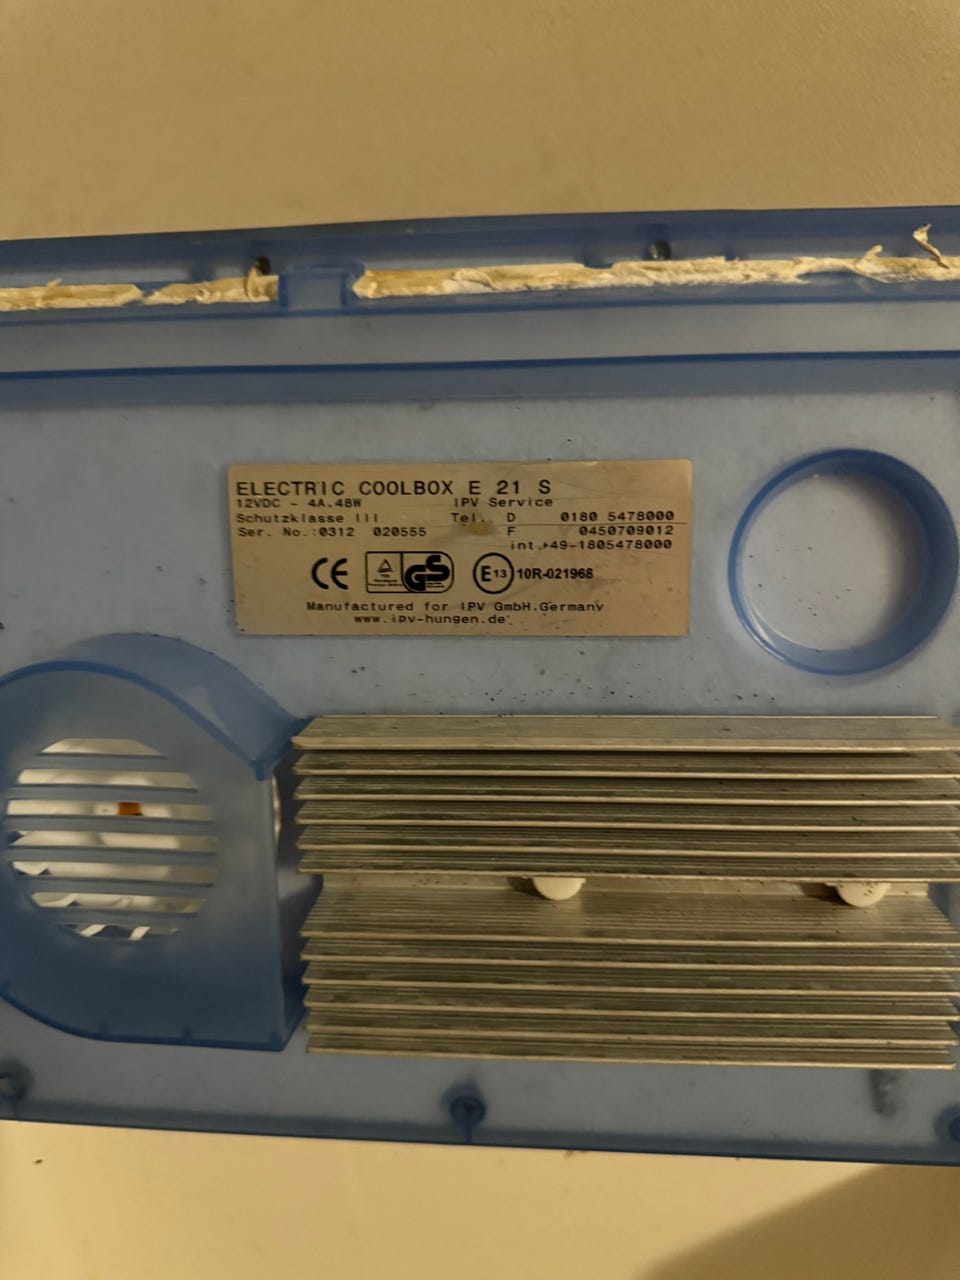 ELECTRIC COOLBOX E 21 S
12VDC - 4A.48W IPV Service
Schutzklasse III Tel. D 0180 5478000
Ser. No.:0312 020555 F 0450709012
int.+49-1805478000
CE GS E13 10R-021968
Manufactured for IPV GmbH.Germany
www.ipv-hungen.de